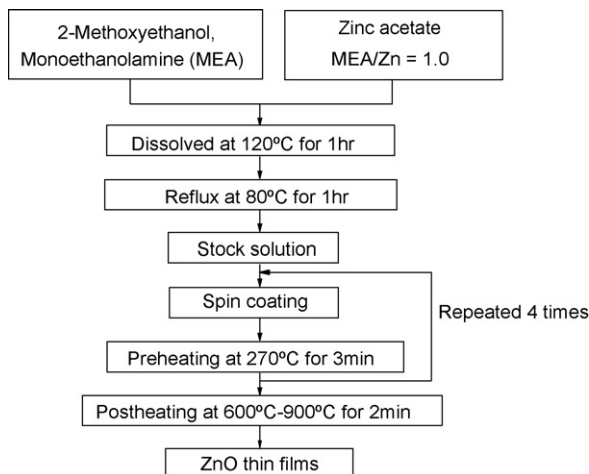 2-Methoxyethanol,
Monoethanolamine (MEA)
Zinc acetate
MEA/Zn = 1.0
Dissolved at 120ºC for 1hr
Reflux at 80ºC for 1hr
Stock solution
Spin coating
Repeated 4 times
Preheating at 270ºC for 3min
Postheating at 600ºC-900ºC for 2min
ZnO thin films